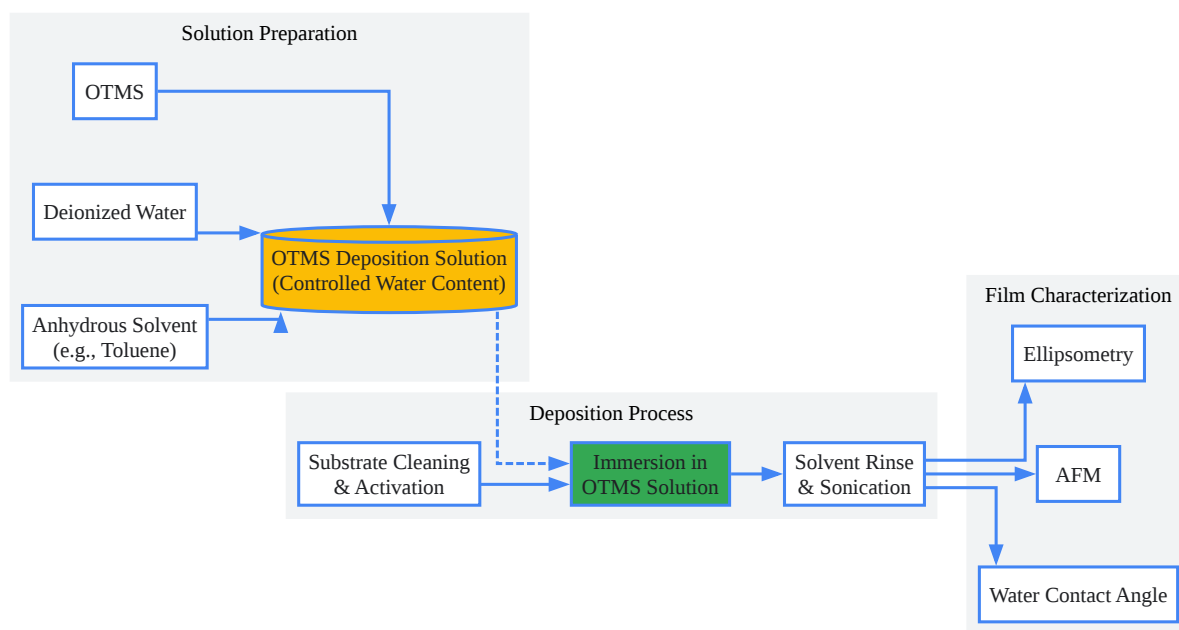 Solution Preparation
OTMS
Deionized Water
OTMS Deposition Solution
(Controlled Water Content)
Anhydrous Solvent
(e.g., Toluene)
Deposition Process
Substrate Cleaning
& Activation
Immersion in
OTMS Solution
Solvent Rinse
& Sonication
Film Characterization
Ellipsometry
AFM
Water Contact Angle